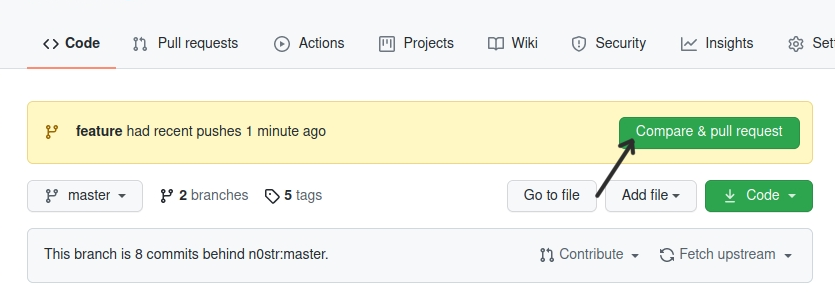 Code Pull requests Actions Projects Wiki Security Insights
feature had recent pushes 1 minute ago Compare & pull request
master 2 branches 5 tags Go to file Add file Code
This branch is 8 commits behind n0str:master. Contribute Fetch upstream